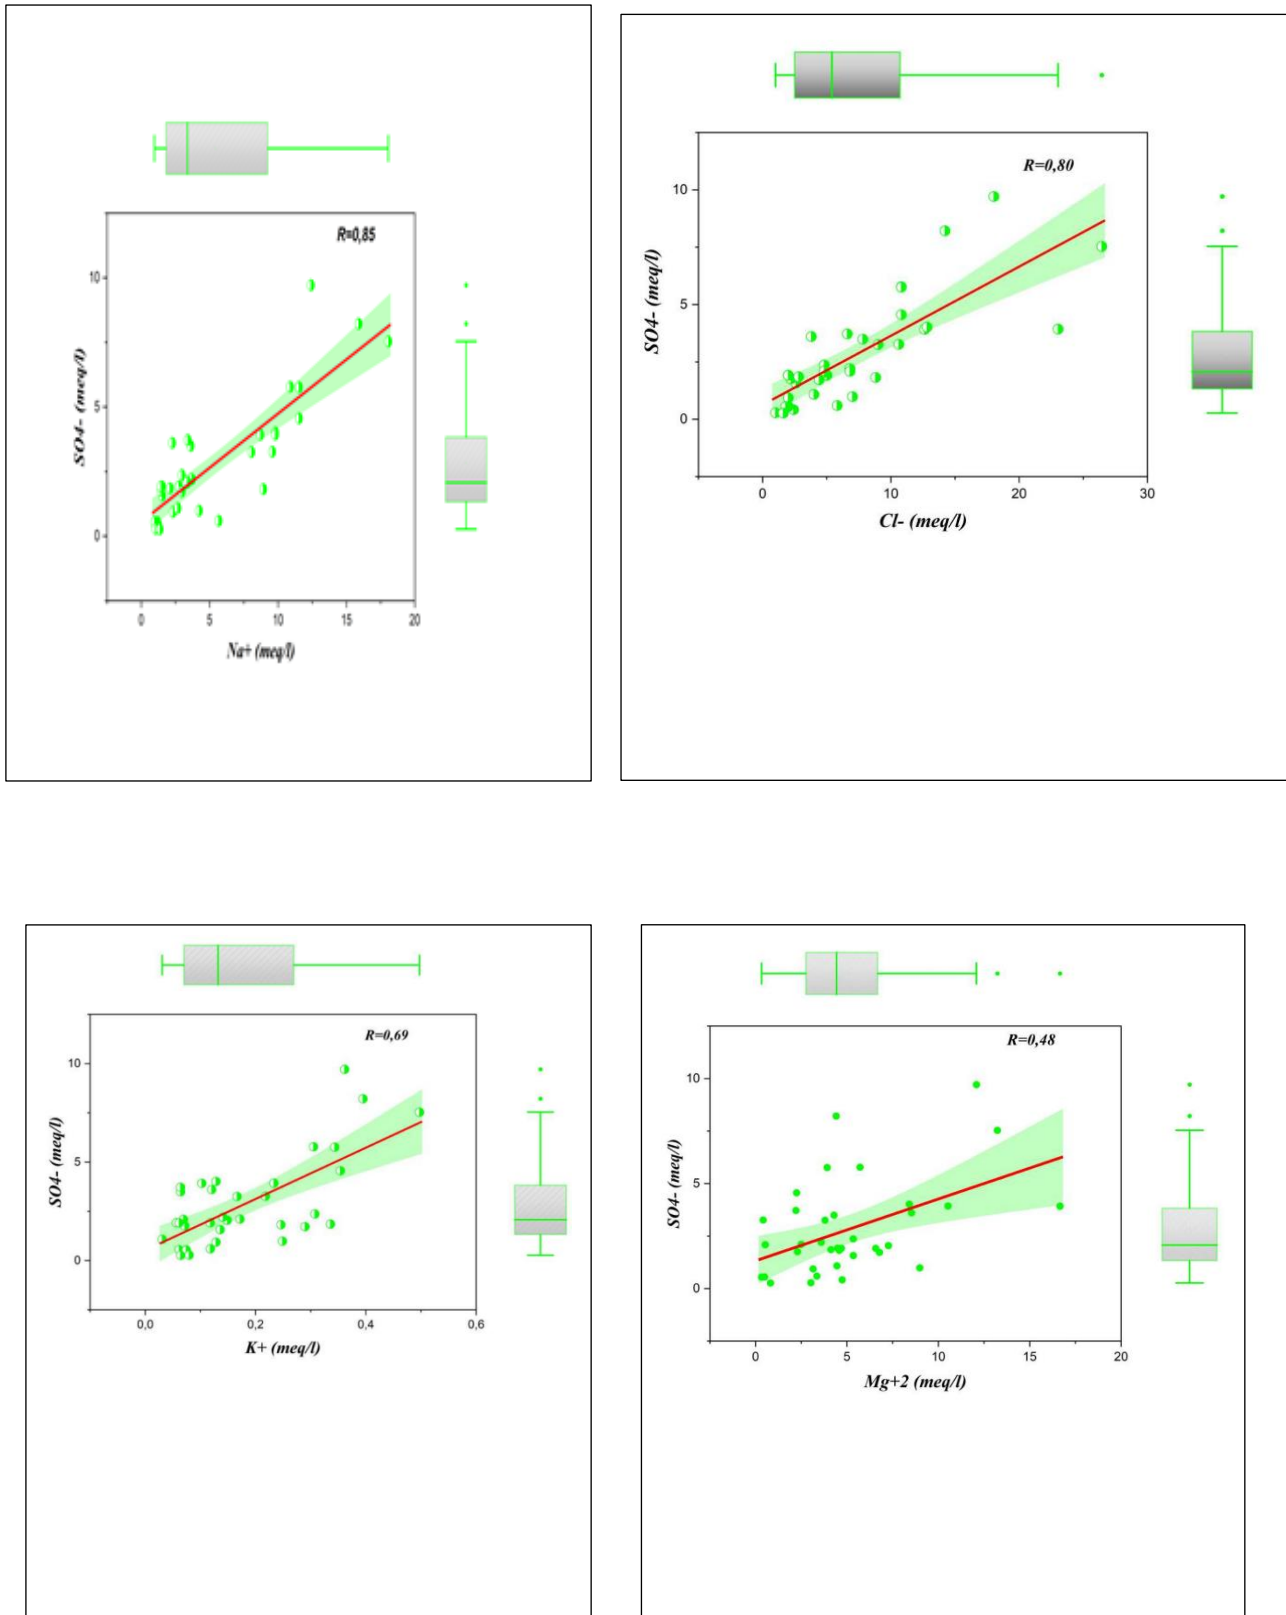 R=0,85
10
5
0
SO4- (meq/l)
0 5 10 15 20
Na+ (meq/l)
R=0,80
10
5
0
SO4- (meq/l)
0 10 20 30
Cl- (meq/l)
R=0,69
10
5
0
SO4- (meq/l)
0,0 0,2 0,4 0,6
K+ (meq/l)
R=0,48
10
5
0
SO4- (meq/l)
0 5 10 15 20
Mg+2 (meq/l)